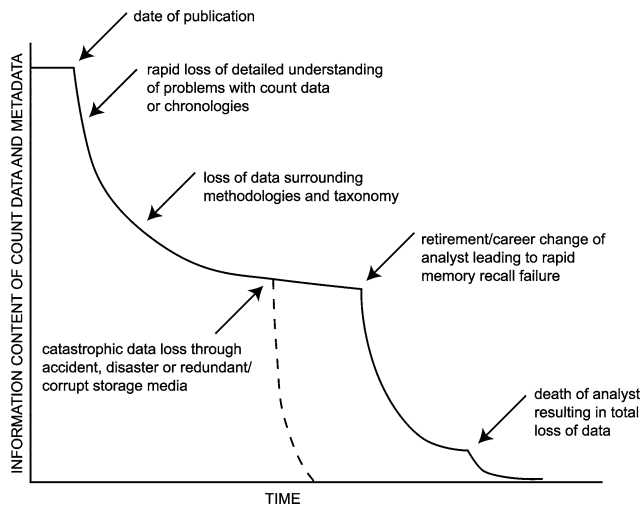 date of publication
rapid loss of detailed understanding
of problems with count data
or chronologies
loss of data surrounding
methodologies and taxonomy
retirement/career change of
analyst leading to rapid
memory recall failure
catastrophic data loss through
accident, disaster or redundant/
corrupt storage media
death of analyst
resulting in total
loss of data
INFORMATION CONTENT OF COUNT DATA AND METADATA
TIME